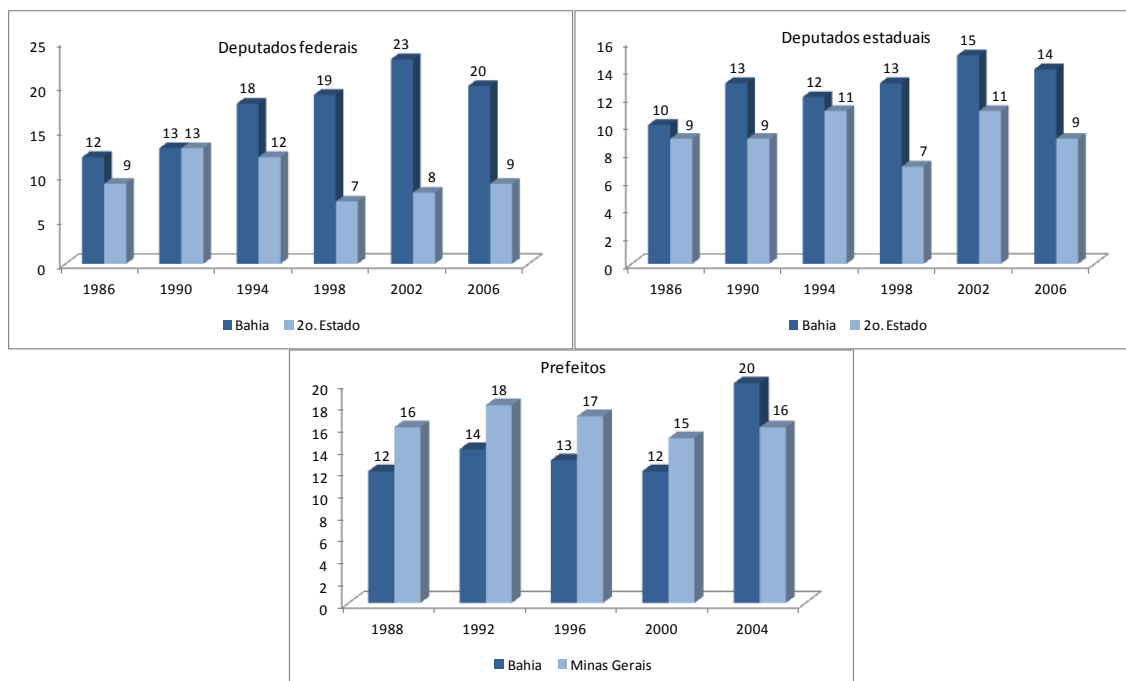 Deputados federais
25
20
15
10
5
0
12 9 13 13 18 12 19 7 23 8 20 9
1986 1990 1994 1998 2002 2006
Bahia 2o. Estado
Deputados estaduais
16
14
12
10
8
6
4
2
0
10 9 13 9 12 11 13 7 15 11 14 9
1986 1990 1994 1998 2002 2006
Bahia 2o. Estado
Prefeitos
20
18
16
14
12
10
8
6
4
2
0
12 16 14 18 13 17 12 15 20 16
1988 1992 1996 2000 2004
Bahia Minas Gerais